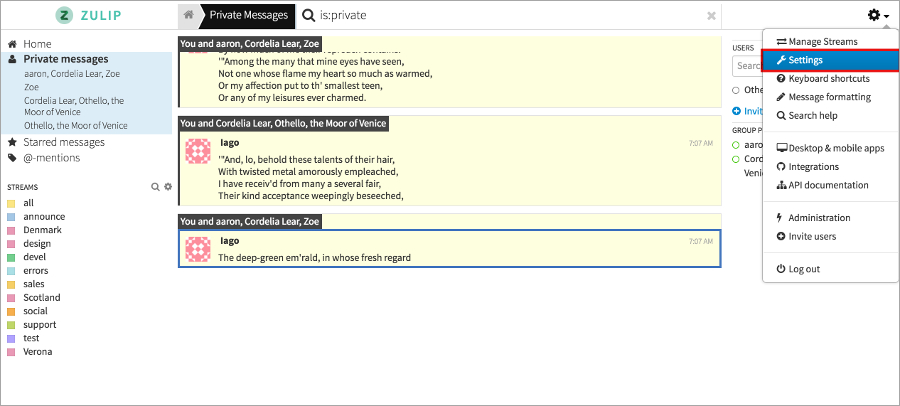 ZULIP
Private Messages
is:private
Home
Private messages
aaron, Cordelia Lear, Zoe
Zoe
Cordelia Lear, Othello, the
Moor of Venice
Othello, the Moor of Venice
Starred messages
@-mentions
STREAMS
all
announce
Denmark
design
devel
errors
sales
Scotland
social
support
test
Verona
You and aaron, Cordelia Lear, Zoe
'"Among the many that mine eyes have seen,
Not one whose flame my heart so much as warmed,
Or my affection put to th' smallest teen,
Or any of my leisures ever charmed.
You and Cordelia Lear, Othello, the Moor of Venice
Iago
7:07 AM
'"And, lo, behold these talents of their hair,
With twisted metal amorously empleached,
I have receiv'd from many a several fair,
Their kind acceptance weepingly beseeched,
You and aaron, Cordelia Lear, Zoe
Iago
7:07 AM
The deep-green em'rald, in whose fresh regard
USERS
Searc
Othe
Invit
GROUP P
aaro
Cord
Veni
Manage Streams
Settings
Keyboard shortcuts
Message formatting
Search help
Desktop & mobile apps
Integrations
API documentation
Administration
Invite users
Log out